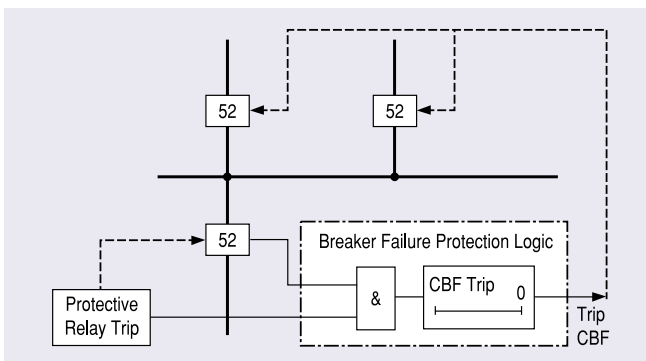 52
52
52
Breaker Failure Protection Logic
Protective
Relay Trip
&
CBF Trip
0
Trip
CBF